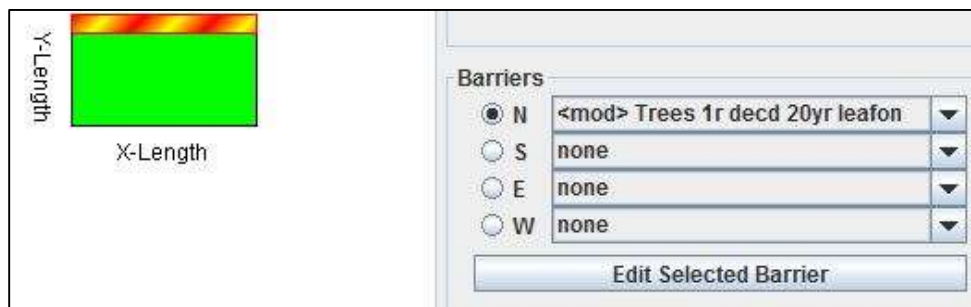 Y-Length
X-Length
Barriers
N <mod> Trees 1r decd 20yr leafon
S none
E none
W none
Edit Selected Barrier